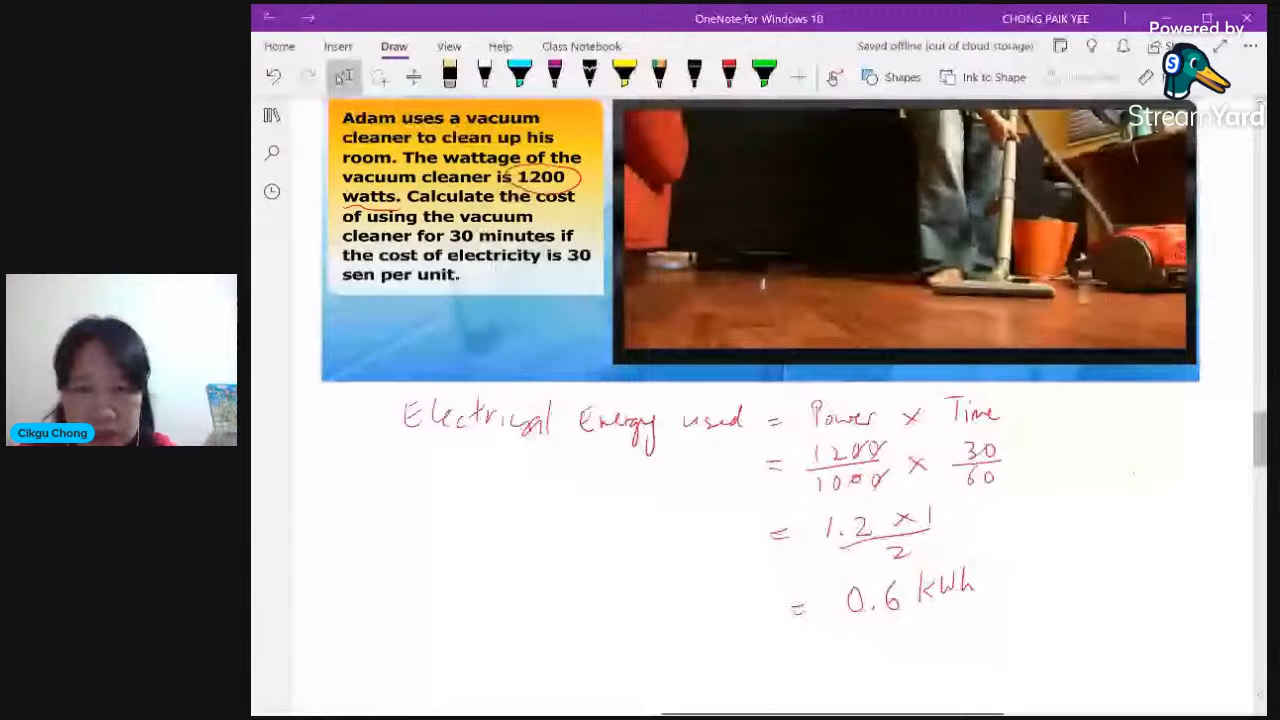 OneNote for Windows 10
CHONG PAIK YEE
Powered by
StreamYard
Home Insert Draw View Help Class Notebook
Saved offline (out of cloud storage)
Shapes
Ink to Shape
Adam uses a vacuum
cleaner to clean up his
room. The wattage of the
vacuum cleaner is 1200
watts. Calculate the cost
of using the vacuum
cleaner for 30 minutes if
the cost of electricity is 30
sen per unit.
Electrical Energy used = Power × Time
= 1200/1000 × 30/60
= 1.2 × 1/2
= 0.6 kWh
Cikgu Chong